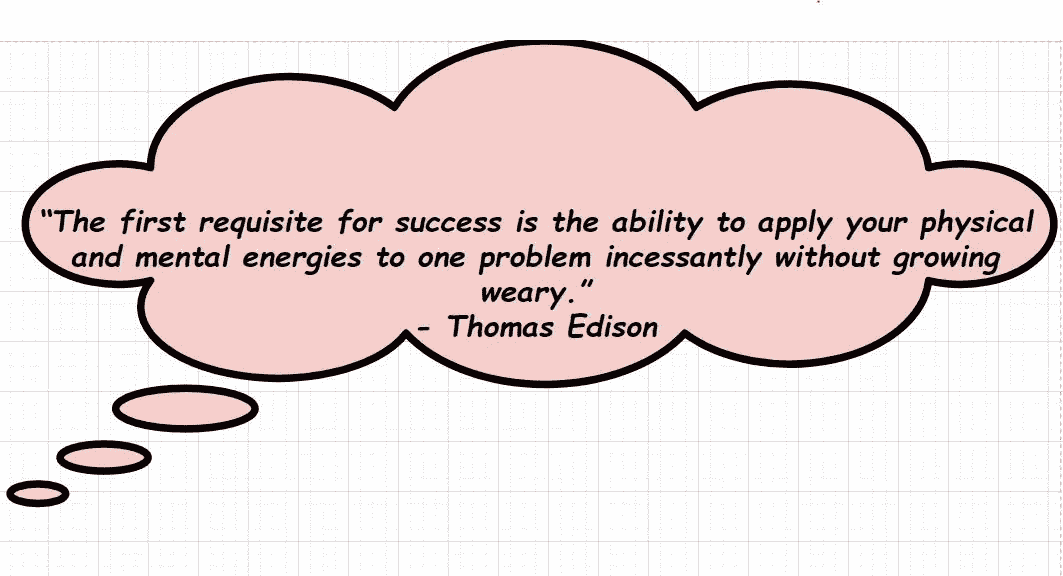 “The first requisite for success is the ability to apply your physical
and mental energies to one problem incessantly without growing
weary.”
- Thomas Edison